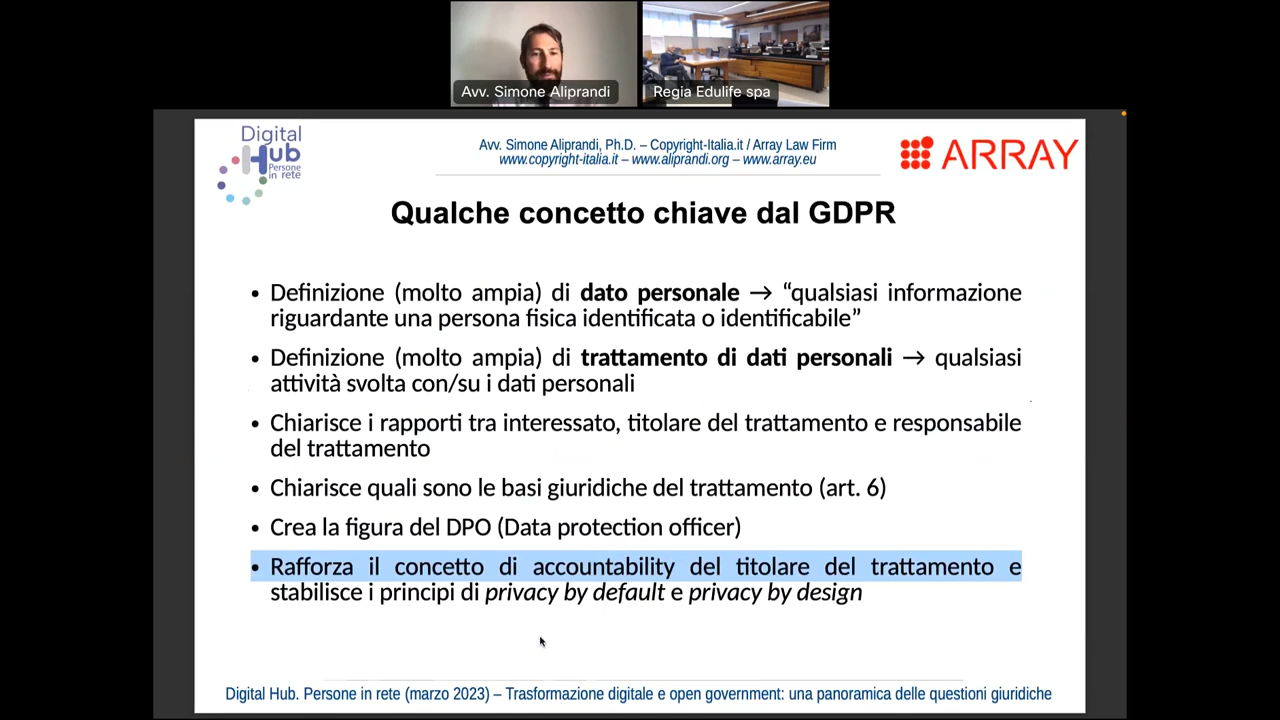 Avv. Simone Aliprandi
Regia Edulife spa
Digital
Hub
Persone
in rete
Avv. Simone Aliprandi, Ph.D. – Copyright-Italia.it / Array Law Firm
www.copyright-italia.it – www.aliprandi.org – www.array.eu
ARRAY
Qualche concetto chiave dal GDPR
• Definizione (molto ampia) di dato personale → “qualsiasi informazione
riguardante una persona fisica identificata o identificabile”
• Definizione (molto ampia) di trattamento di dati personali → qualsiasi
attività svolta con/su i dati personali
• Chiarisce i rapporti tra interessato, titolare del trattamento e responsabile
del trattamento
• Chiarisce quali sono le basi giuridiche del trattamento (art. 6)
• Crea la figura del DPO (Data protection officer)
• Rafforza il concetto di accountability del titolare del trattamento e
stabilisce i principi di privacy by default e privacy by design
Digital Hub. Persone in rete (marzo 2023) – Trasformazione digitale e open government: una panoramica delle questioni giuridiche